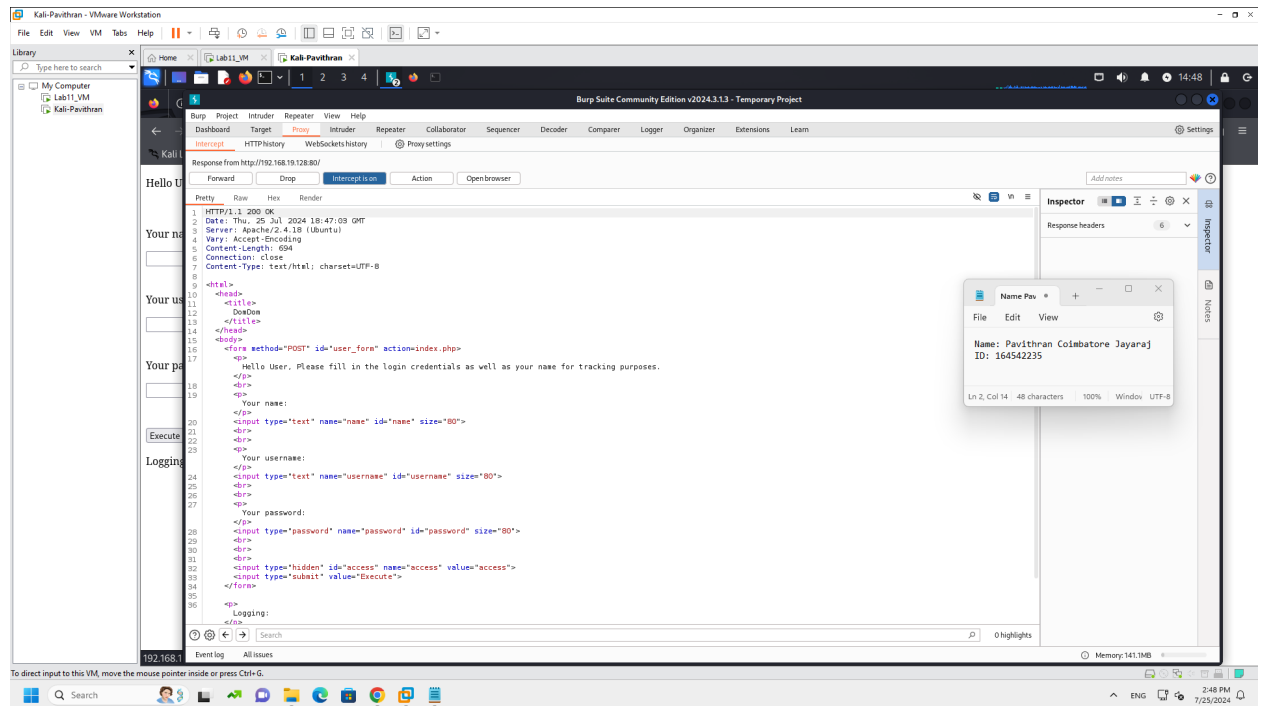 Kali-Pavithran - VMware Workstation
File Edit View VM Tabs Help
Library
Type here to search
My Computer
Lab11_VM
Kali-Pavithran
Home Lab11_VM Kali-Pavithran
1 2 3 4
14:48
Burp Suite Community Edition v2024.3.1.3 - Temporary Project
Burp Project Intruder Repeater View Help
Dashboard Target Proxy Intruder Repeater Collaborator Sequencer Decoder Comparer Logger Organizer Extensions Learn Settings
Intercept HTTP history WebSockets history Proxy settings
Response from http://192.168.19.128:80/
Forward Drop Intercept is on Action Open browser Add notes
Pretty Raw Hex Render
1 HTTP/1.1 200 OK
2 Date: Thu, 25 Jul 2024 18:47:03 GMT
3 Server: Apache/2.4.18 (Ubuntu)
4 Vary: Accept-Encoding
5 Content-Length: 694
6 Connection: close
7 Content-Type: text/html; charset=UTF-8
8
9 <html>
10 <head>
11 <title>
12 DomDom
13 </title>
14 </head>
15 <body>
16 <form method="POST" id="user_form" action=index.php>
17 <p>
Hello User, Please fill in the login credentials as well as your name for tracking purposes.
</p>
18 <br>
19 <p>
Your name:
</p>
20 <input type="text" name="name" id="name" size="80">
21 <br>
22 <br>
23 <p>
Your username:
</p>
24 <input type="text" name="username" id="username" size="80">
25 <br>
26 <br>
27 <p>
Your password:
</p>
28 <input type="password" name="password" id="password" size="80">
29 <br>
30 <br>
31 <br>
32 <input type="hidden" id="access" name="access" value="access">
33 <input type="submit" value="Execute">
34 </form>
35
36 <p>
Logging:
</p>
Search 0 highlights
Event log All issues Memory: 141.1MB
Inspector
Response headers 6
Inspector
Notes
Kali L
Hello U
Your na
Your us
Your pa
Execute
Logging
192.168.1
Name Pav
File Edit View
Name: Pavithran Coimbatore Jayaraj
ID: 164542235
Ln 2, Col 14 48 characters 100% Window UTF-8
To direct input to this VM, move the mouse pointer inside or press Ctrl+G.
Search
ENG
2:48 PM
7/25/2024